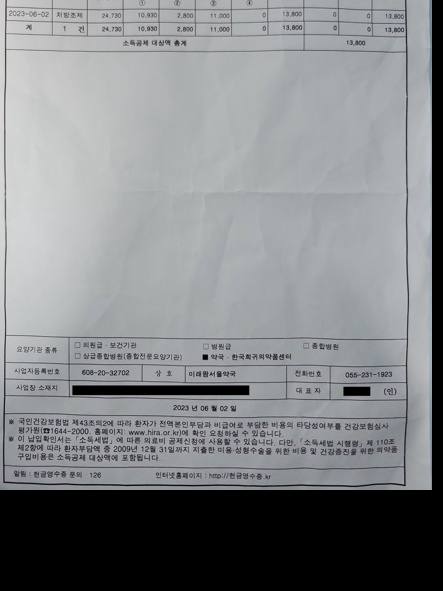 ① ② ③ ④
2023-06-02 처방조제 24,730 10,930 2,800 11,000 0 13,800 0 0 13,800
계 1 건 24,730 10,930 2,800 11,000 0 13,800 0 0 13,800
소득공제 대상액 총계 13,800
요양기관 종류 □ 의원급 · 보건기관 □ 병원급 □ 종합병원
□ 상급종합병원(종합전문요양기관) ■ 약국 · 한국희귀의약품센터
사업자등록번호 608-20-32702 상 호 미래팜서울약국 전화번호 055-231-1923
사업장 소재지 대 표 자 (인)
2023 년 06 월 02 일
※ 국민건강보험법 제43조의2에 따라 환자가 전액본인부담과 비급여로 부담한 비용의 타당성여부를 건강보험심사
평가원(☎1644-2000, 홈페이지: www.hira.or.kr)에 확인 요청하실 수 있습니다.
※ 이 납입확인서는 「소득세법」에 따른 의료비 공제신청에 사용할 수 있습니다. 다만, 「소득세법 시행령」 제 110조
제2항에 따라 환자부담액 중 2009년 12월 31일까지 지출한 미용·성형수술을 위한 비용 및 건강증진을 위한 의약품
구입비용은 소득공제 대상액에 포함됩니다.
알림 : 현금영수증 문의 126 인터넷홈페이지 : http://현금영수증.kr